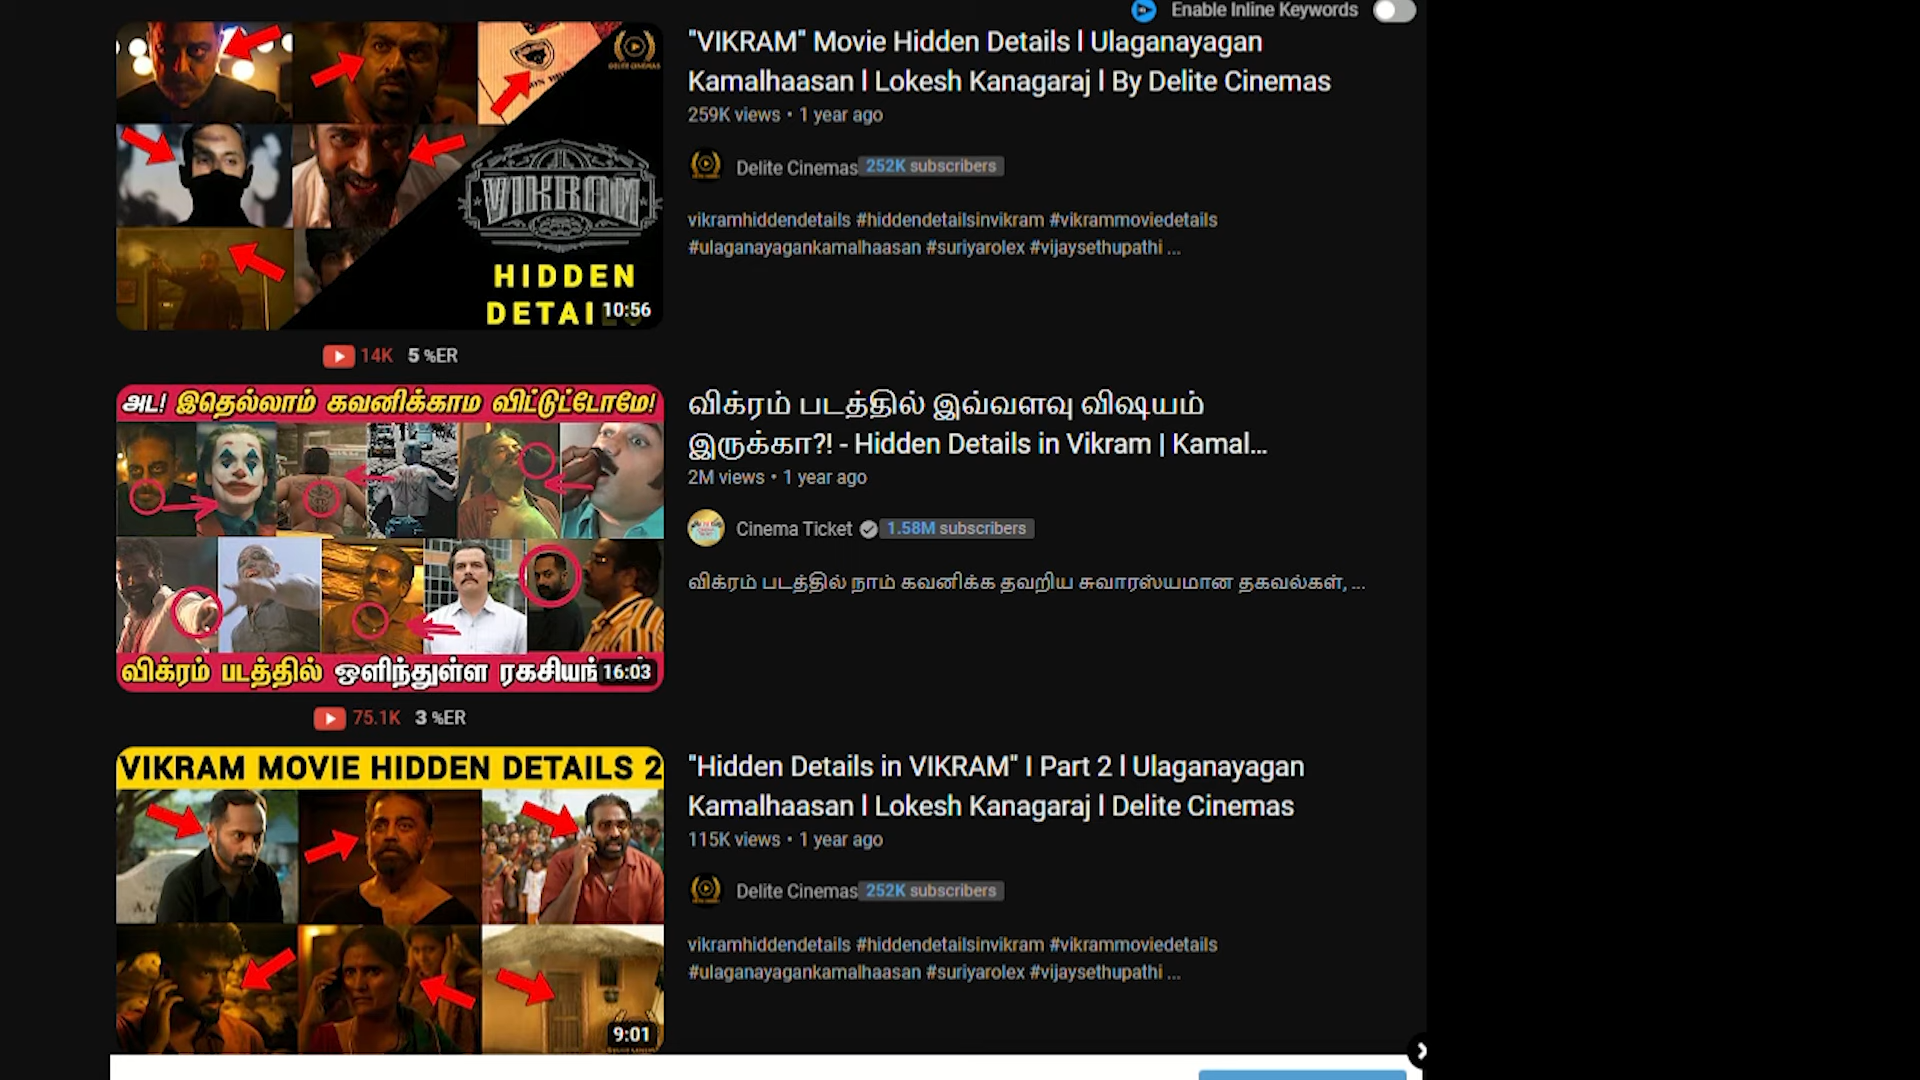 Enable Inline Keywords
"VIKRAM" Movie Hidden Details l Ulaganayagan
Kamalhaasan l Lokesh Kanagaraj l By Delite Cinemas
259K views • 1 year ago
Delite Cinemas 252K subscribers
vikramhiddendetails #hiddendetailsinvikram #vikrammoviedetails
#ulaganayagankamalhaasan #suriyarolex #vijaysethupathi ...
DELITE CINEMAS
VIKRAM
HIDDEN
DETAI
10:56
14K 5 %ER
அட! இதெல்லாம் கவனிக்காம விட்டுட்டோமே!
விக்ரம் படத்தில் ஒளிந்துள்ள ரகசியங்
16:03
விக்ரம் படத்தில் இவ்வளவு விஷயம்
இருக்கா?! - Hidden Details in Vikram | Kamal...
2M views • 1 year ago
Cinema Ticket 1.58M subscribers
விக்ரம் படத்தில் நாம் கவனிக்க தவறிய சுவாரஸ்யமான தகவல்கள், ...
75.1K 3 %ER
VIKRAM MOVIE HIDDEN DETAILS 2
9:01
"Hidden Details in VIKRAM" I Part 2 l Ulaganayagan
Kamalhaasan l Lokesh Kanagaraj l Delite Cinemas
115K views • 1 year ago
Delite Cinemas 252K subscribers
vikramhiddendetails #hiddendetailsinvikram #vikrammoviedetails
#ulaganayagankamalhaasan #suriyarolex #vijaysethupathi ...